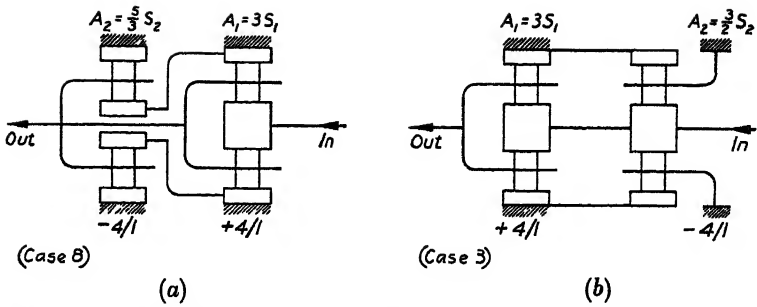 A₂ = 5/3 S₂
A₁ = 3S₁
Out
In
-4/1
+4/1
(Case 8)
(a)
A₁ = 3S₁
A₂ = 3/2 S₂
Out
In
+4/1
-4/1
(Case 3)
(b)